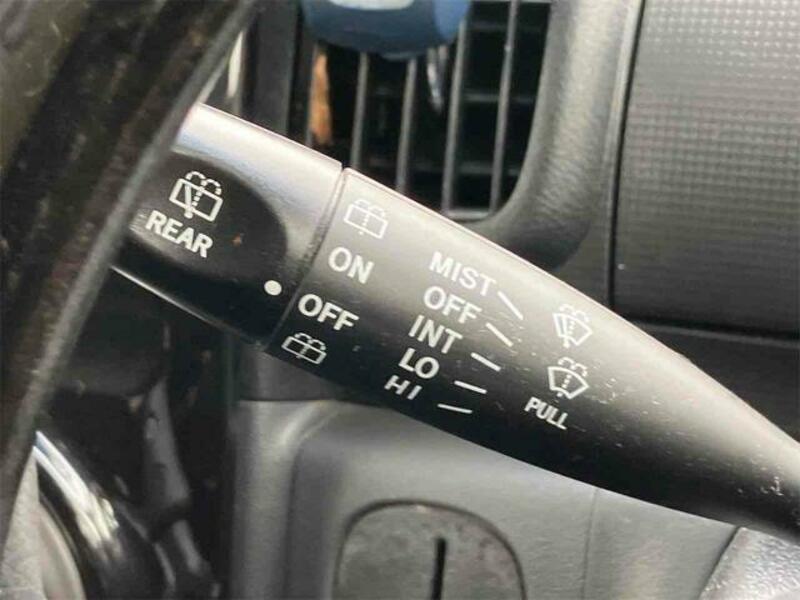 REAR
ON
OFF
MIST
OFF
INT
LO
HI
PULL